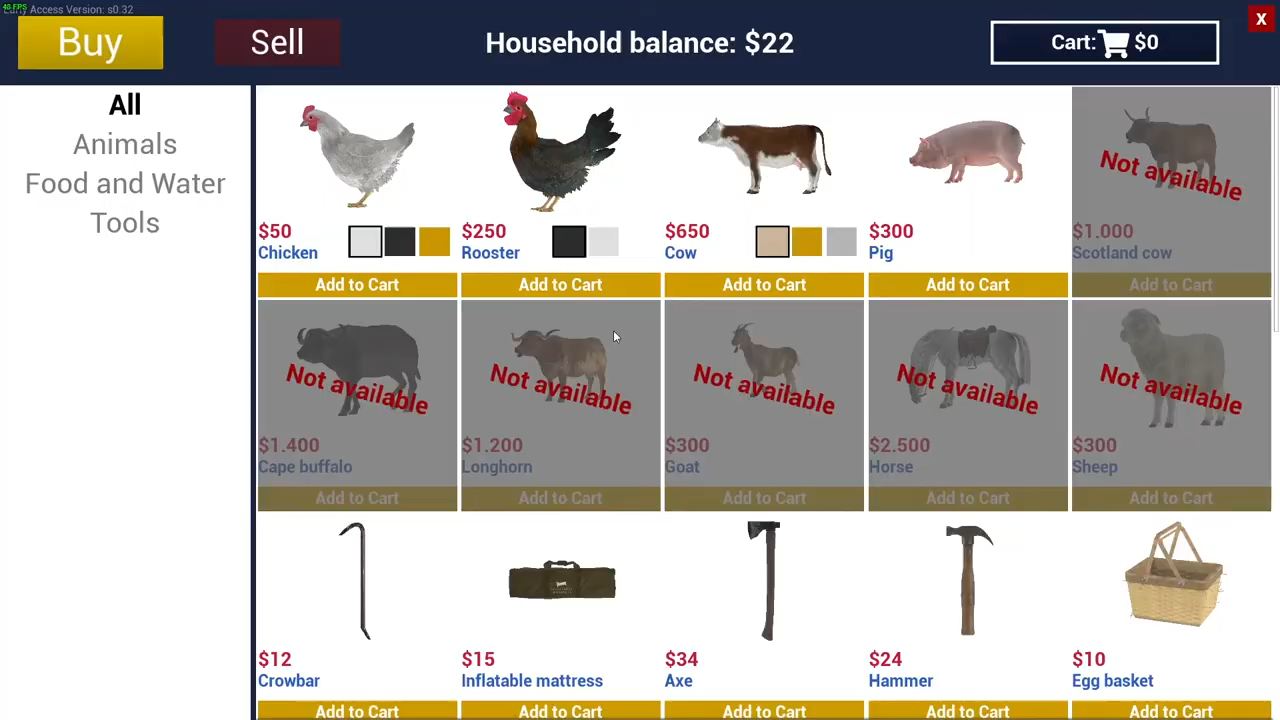 48 FPS
Early Access Version: s0.32
Buy
Sell
Household balance: $22
Cart: $0
X
All
Animals
Food and Water
Tools
$50
Chicken
Add to Cart
$250
Rooster
Add to Cart
$650
Cow
Add to Cart
$300
Pig
Add to Cart
Not available
$1.000
Scotland cow
Add to Cart
Not available
$1.400
Cape buffalo
Add to Cart
Not available
$1.200
Longhorn
Add to Cart
Not available
$300
Goat
Add to Cart
Not available
$2.500
Horse
Add to Cart
Not available
$300
Sheep
Add to Cart
$12
Crowbar
Add to Cart
$15
Inflatable mattress
Add to Cart
$34
Axe
Add to Cart
$24
Hammer
Add to Cart
$10
Egg basket
Add to Cart